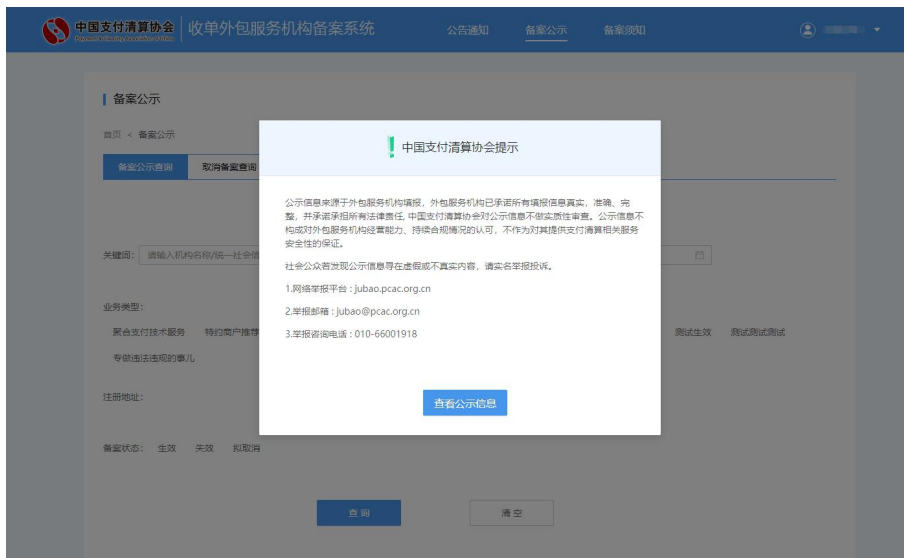 中国支付清算协会 收单外包服务机构备案系统 公告通知 备案公示 备案须知
备案公示
首页 < 备案公示
备案公示查询 取消备案查询
中国支付清算协会提示
公示信息来源于外包服务机构填报，外包服务机构已承诺所有填报信息真实、准确、完
整，并承诺承担所有法律责任, 中国支付清算协会对公示信息不做实质性审查。公示信息不
构成对外包服务机构经营能力、持续合规情况的认可，不作为对其提供支付清算相关服务
安全性的保证。
社会公众若发现公示信息寻在虚假或不真实内容，请实名举报投诉。
1.网络举报平台 : jubao.pcac.org.cn
2.举报邮箱 : jubao@pcac.org.cn
3.举报咨询电话 : 010-66001918
查看公示信息
关键词： 请输入机构名称/统一社会信
业务类型：
聚合支付技术服务 特约商户推荐 测试生效 测试测试测试
专做违法违规的事儿
注册地址：
备案状态： 生效 失效 拟取消
查 询 清 空